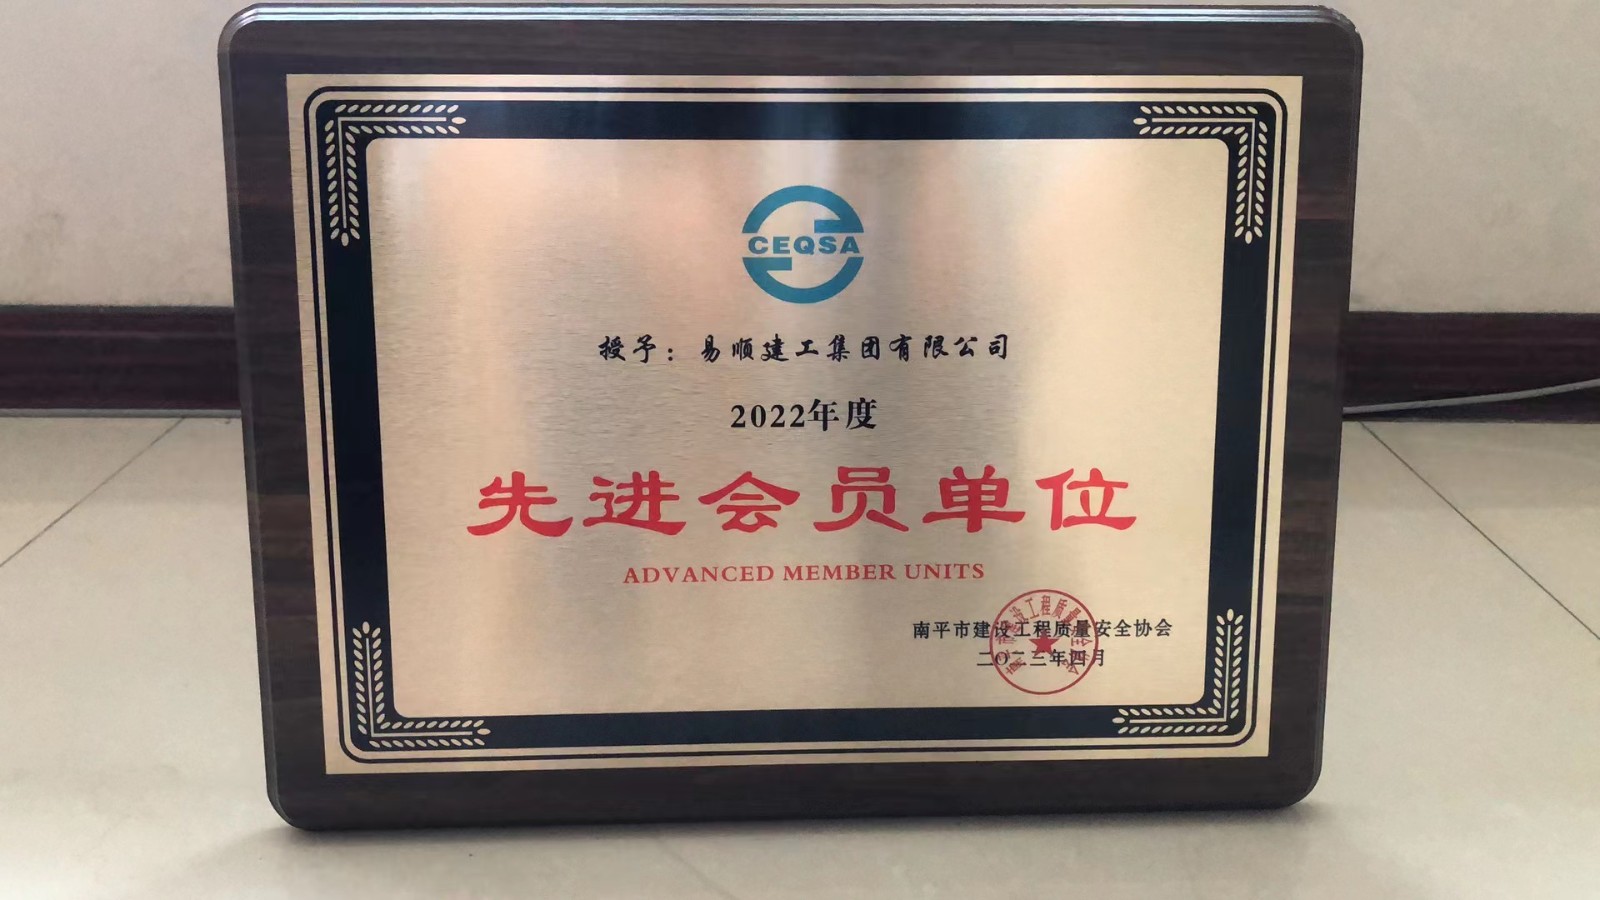 CEQSA
授予：易顺建工集团有限公司
2022年度
先进会员单位
ADVANCED MEMBER UNITS
南平市建设工程质量安全协会
二〇二三年四月